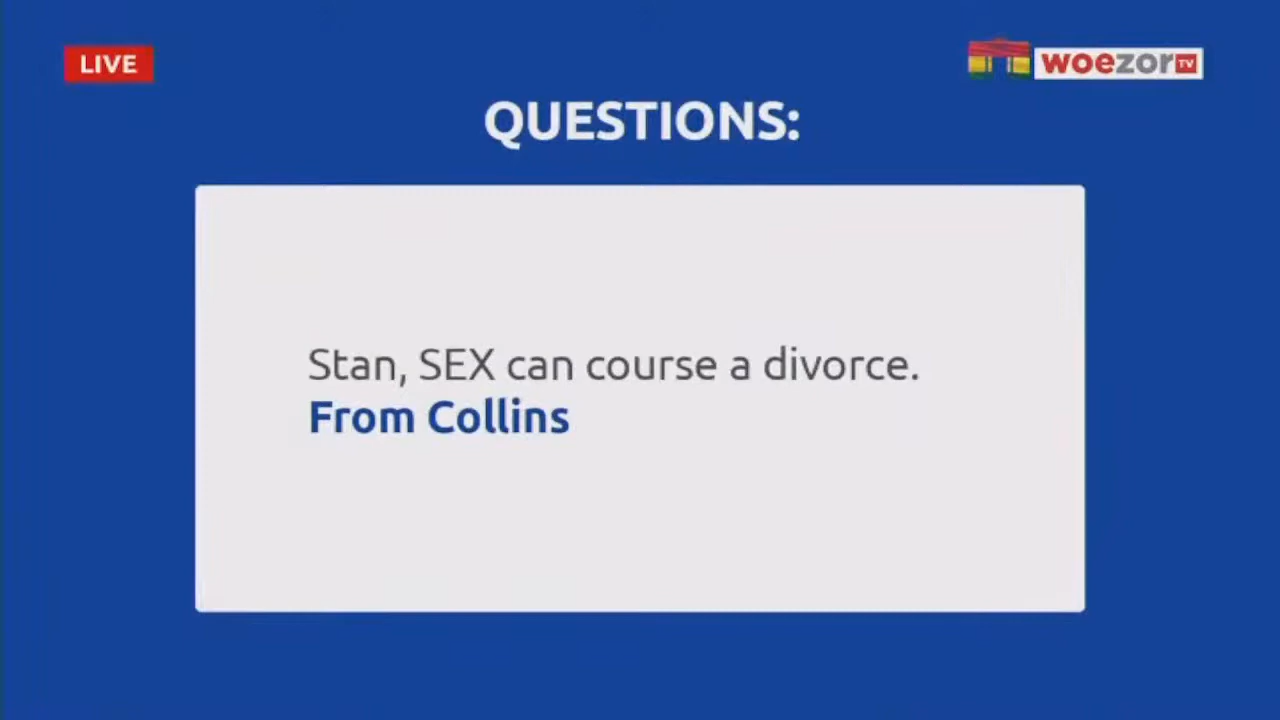 LIVE
woezor TV
QUESTIONS:
Stan, SEX can course a divorce.
From Collins